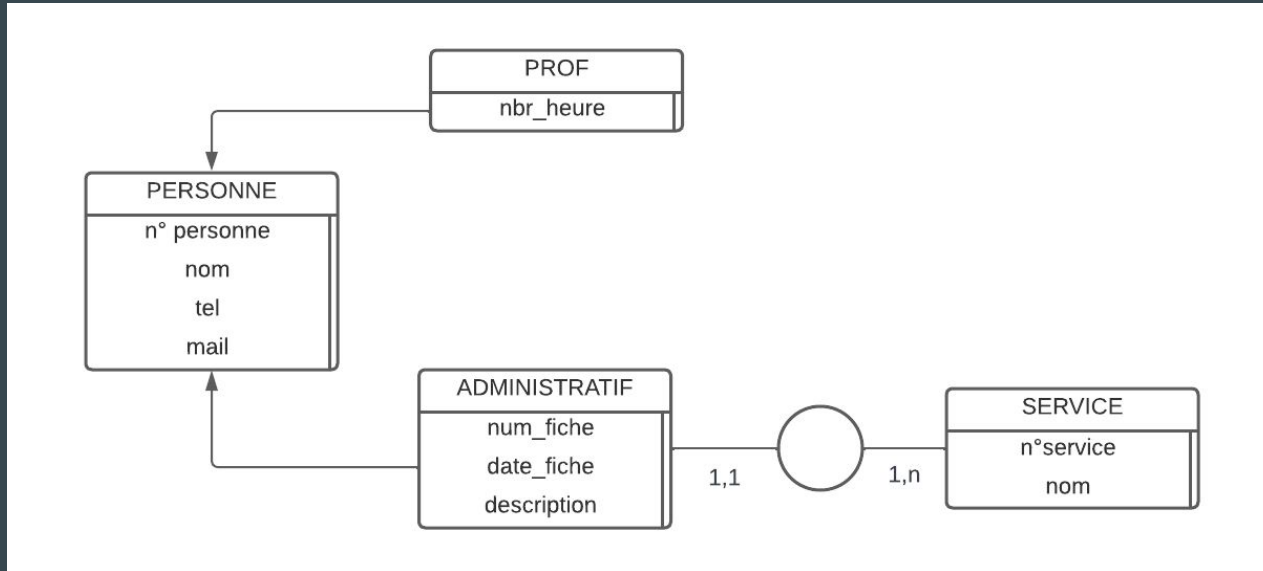 PROF
nbr_heure
PERSONNE
n° personne
nom
tel
mail
ADMINISTRATIF
num_fiche
date_fiche
description
1,1
1,n
SERVICE
n°service
nom